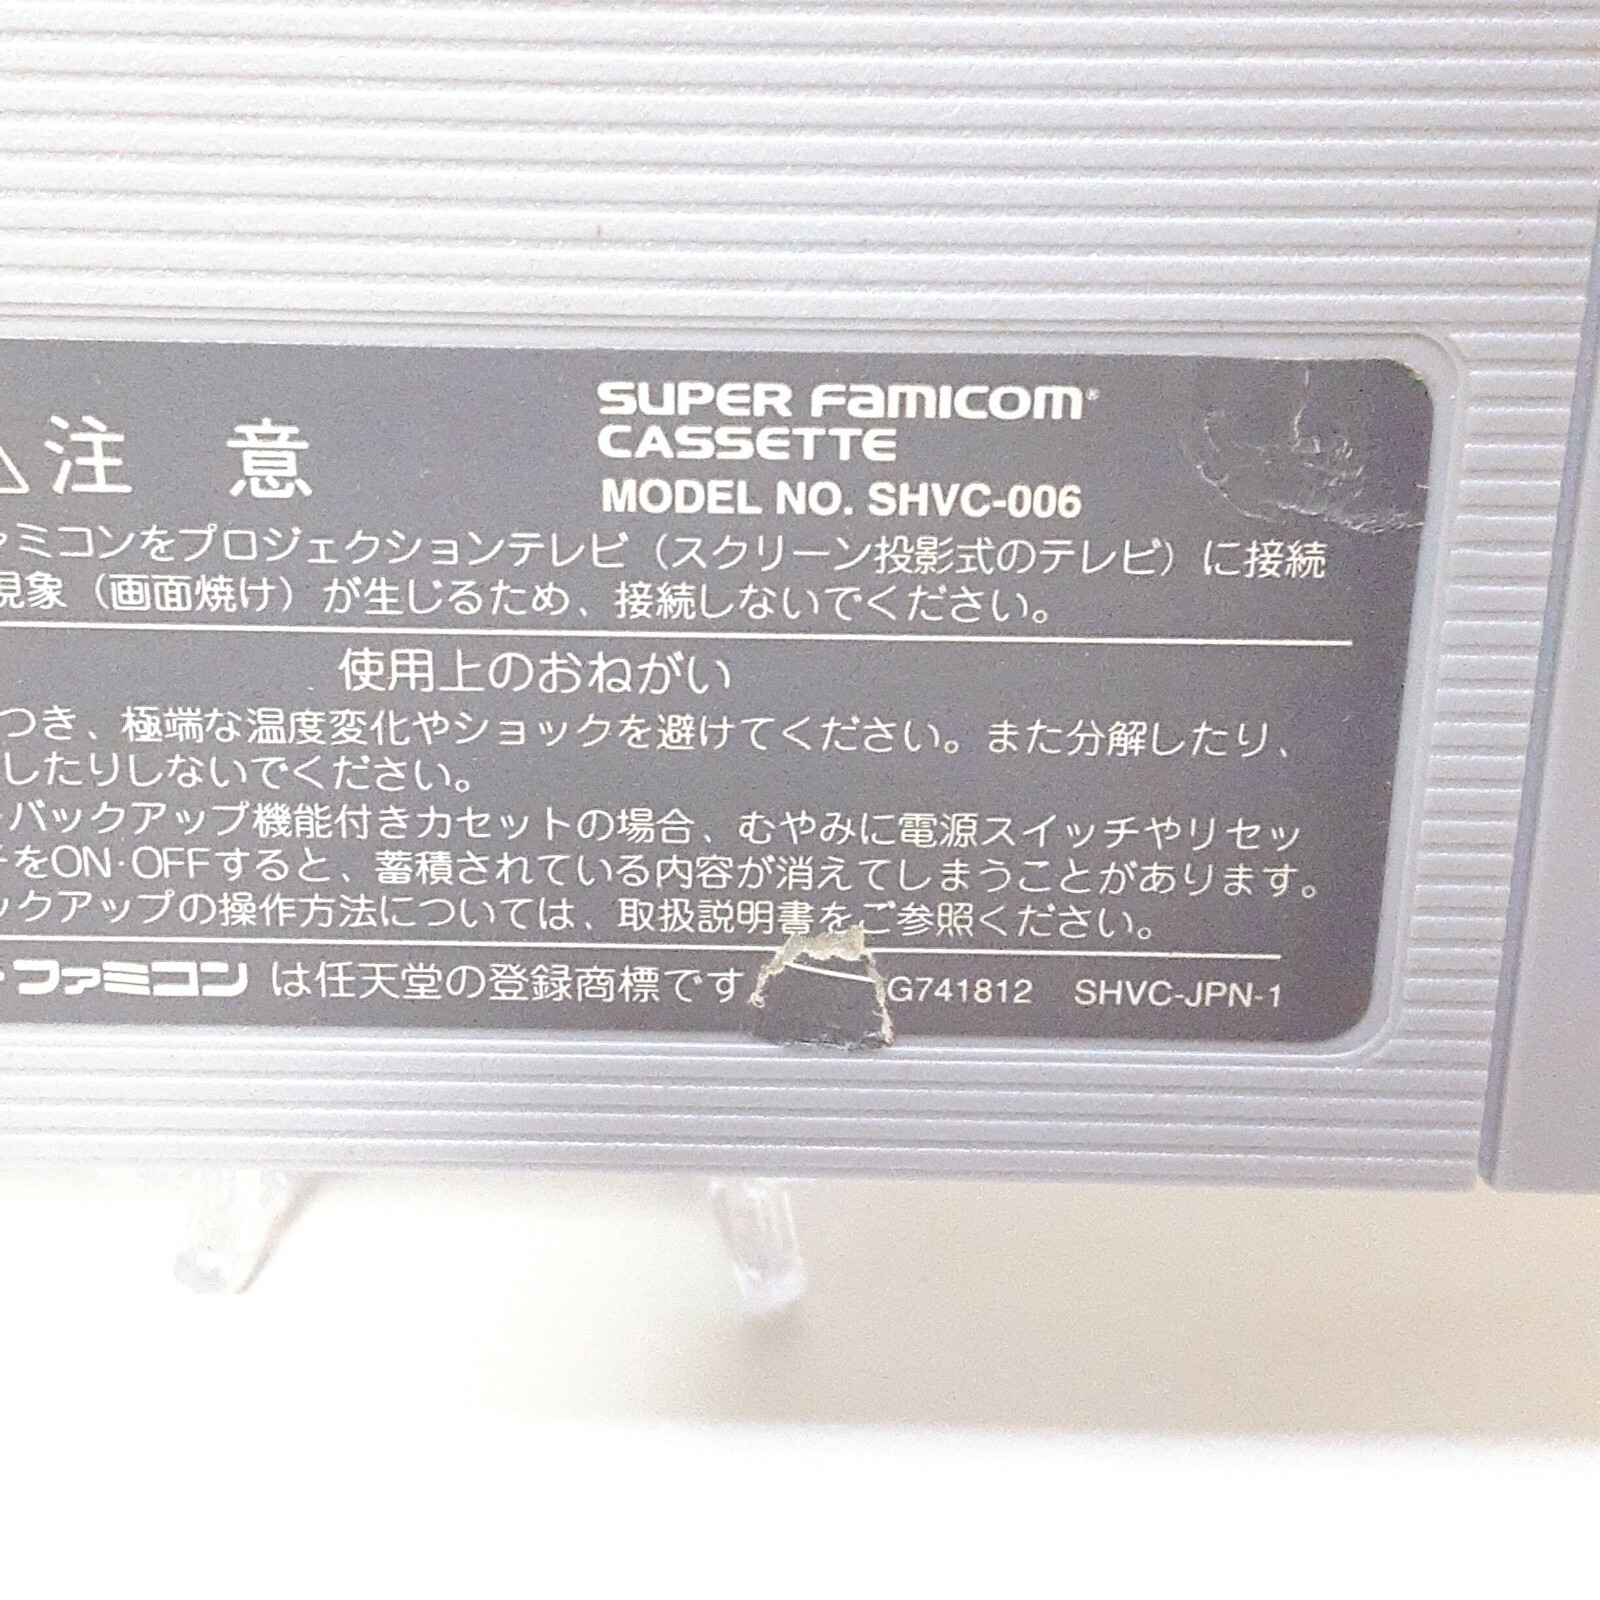 SUPER FAMICOM®
CASSETTE
⚠注 意
MODEL NO. SHVC-006
ァミコンをプロジェクションテレビ（スクリーン投影式のテレビ）に接続
現象（画面焼け）が生じるため、接続しないでください。
使用上のおねがい
つき、極端な温度変化やショックを避けてください。また分解したり、
したりしないでください。
バックアップ機能付きカセットの場合、むやみに電源スイッチやリセッ
チをON·OFFすると、蓄積されている内容が消えてしまうことがあります。
ックアップの操作方法については、取扱説明書をご参照ください。
ファミコン は任天堂の登録商標です G741812 SHVC-JPN-1